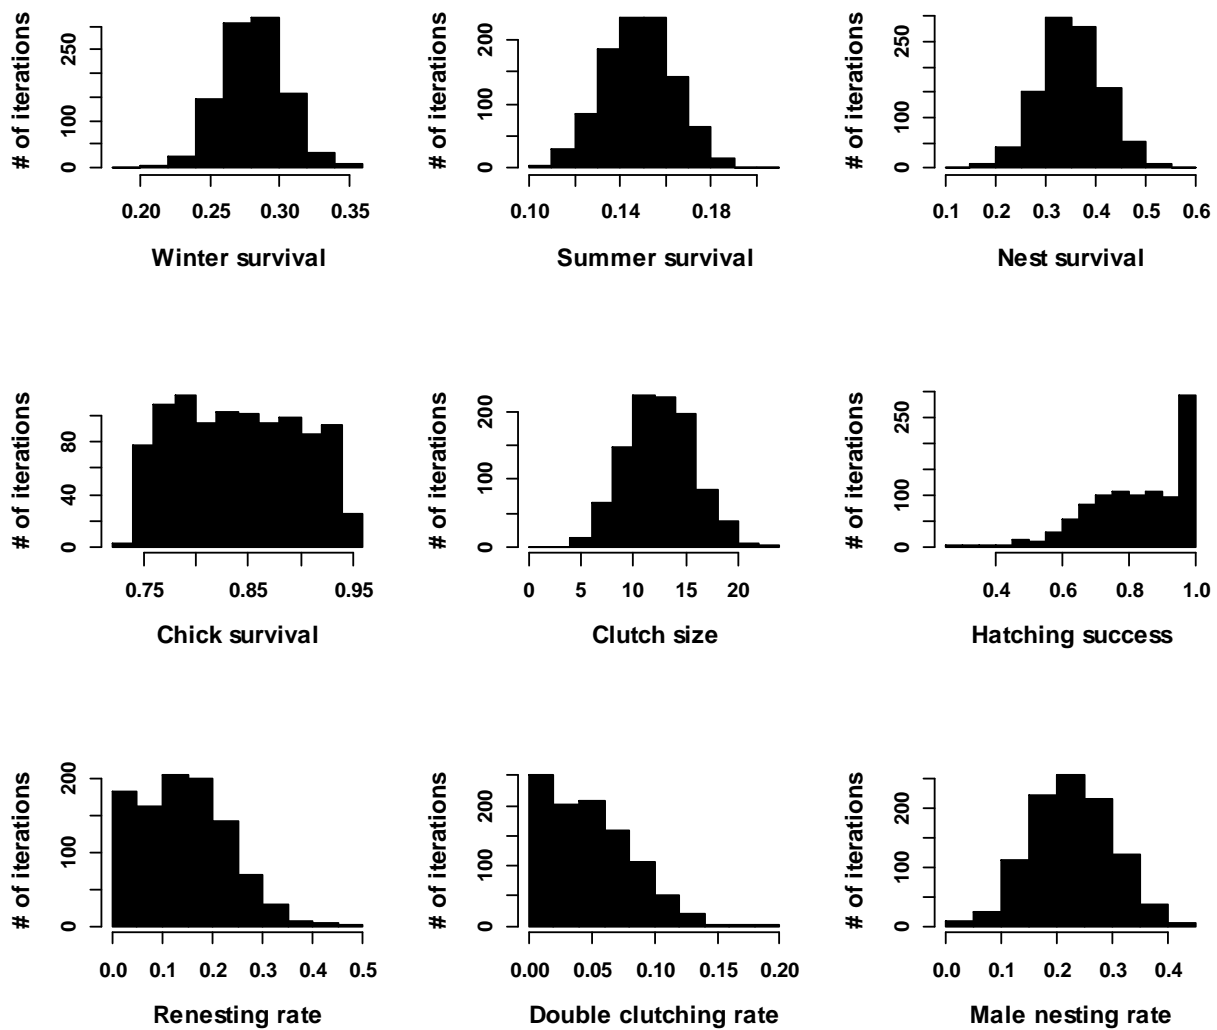 # of iterations
0 100 250
0.20 0.25 0.30 0.35
Winter survival
# of iterations
0 100 200
0.10 0.14 0.18
Summer survival
# of iterations
0 100 250
0.1 0.2 0.3 0.4 0.5 0.6
Nest survival
# of iterations
0 40 80
0.75 0.85 0.95
Chick survival
# of iterations
0 100 200
0 5 10 15 20
Clutch size
# of iterations
0 100 250
0.4 0.6 0.8 1.0
Hatching success
# of iterations
0 100 200
0.0 0.1 0.2 0.3 0.4 0.5
Renesting rate
# of iterations
0 100 200
0.00 0.05 0.10 0.15 0.20
Double clutching rate
# of iterations
0 100 200
0.0 0.1 0.2 0.3 0.4
Male nesting rate